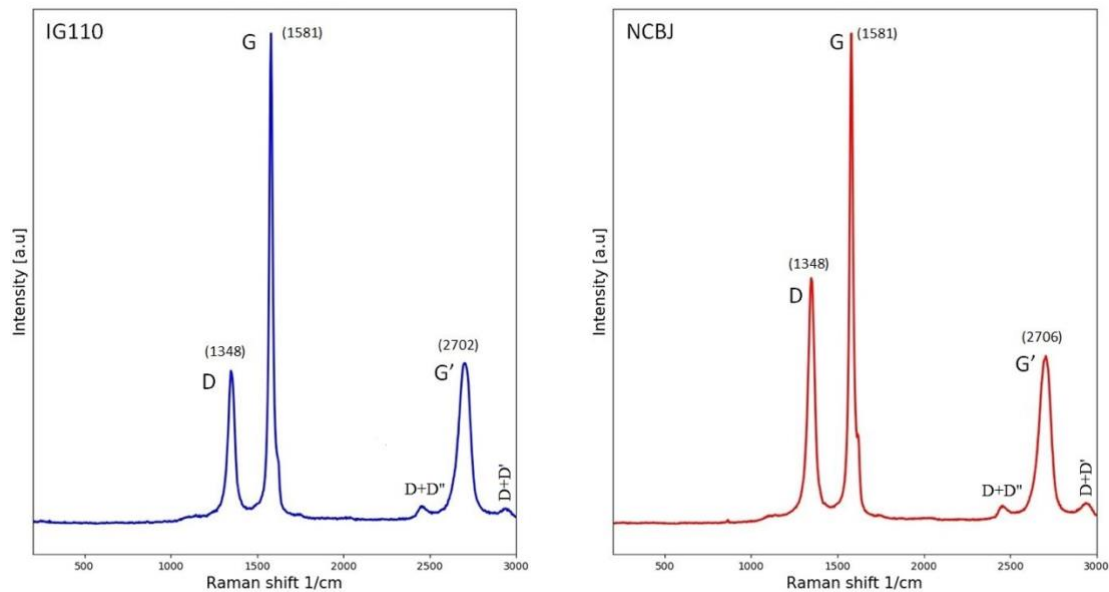 IG110
G
(1581)
(1348)
D
(2702)
G'
D+D"
D+D'
Intensity [a.u]
500
1000
1500
2000
2500
3000
Raman shift 1/cm
NCBJ
G
(1581)
(1348)
D
(2706)
G'
D+D"
D+D'
Intensity [a.u]
500
1000
1500
2000
2500
3000
Raman shift 1/cm